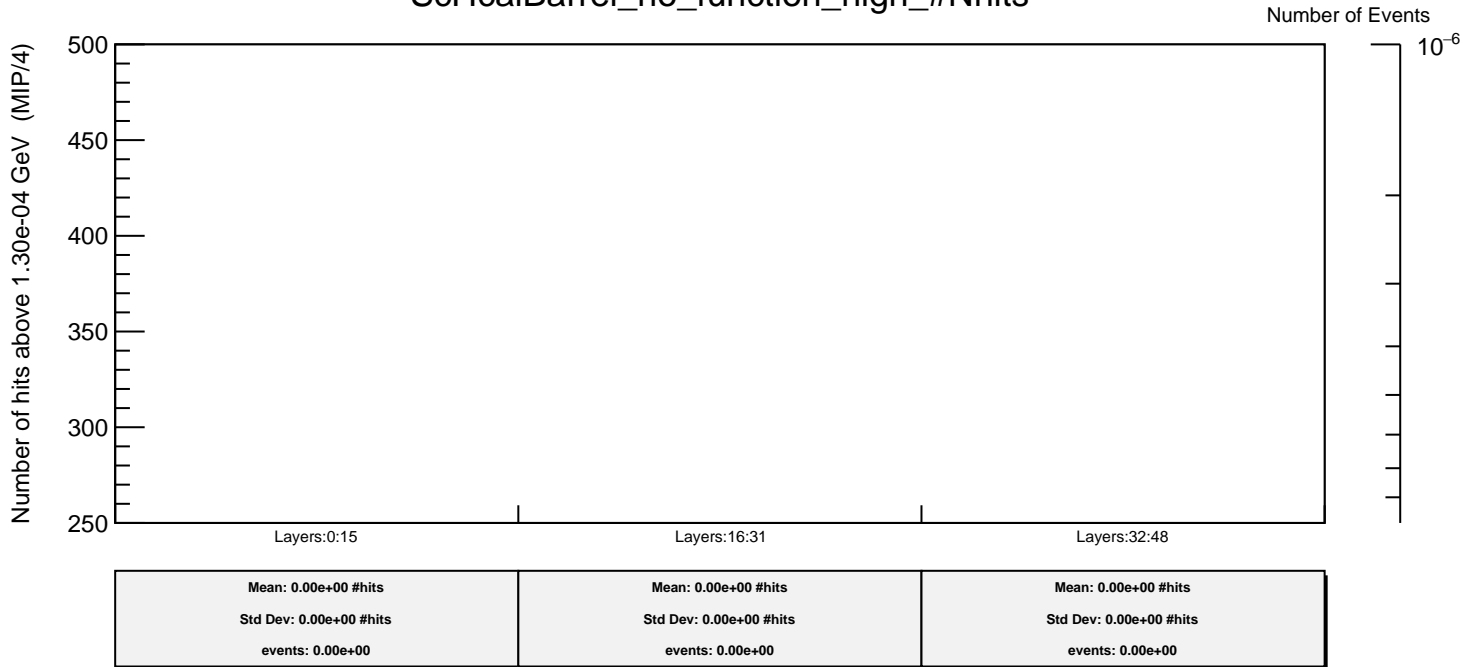 Number of Events
10⁻⁶
Number of hits above 1.30e-04 GeV (MIP/4)
500
450
400
350
300
250
Layers:0:15
Layers:16:31
Layers:32:48
Mean: 0.00e+00 #hits
Std Dev: 0.00e+00 #hits
events: 0.00e+00
Mean: 0.00e+00 #hits
Std Dev: 0.00e+00 #hits
events: 0.00e+00
Mean: 0.00e+00 #hits
Std Dev: 0.00e+00 #hits
events: 0.00e+00